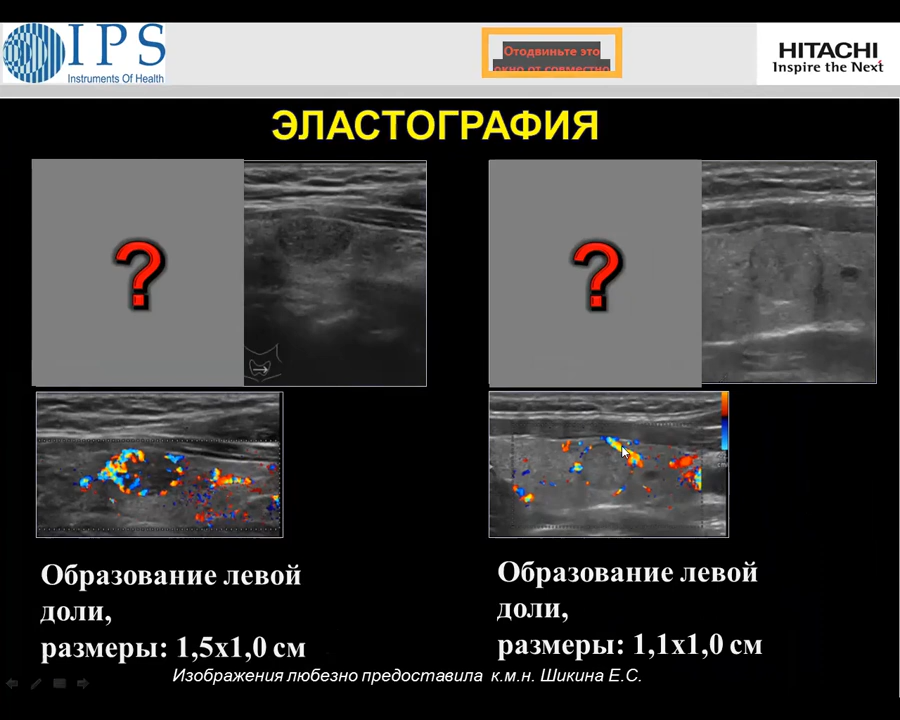 IPS
Instruments Of Health
Отодвиньте это
окно от совместно
HITACHI
Inspire the Next
ЭЛАСТОГРАФИЯ
?
?
Образование левой
доли,
размеры: 1,5х1,0 см
Образование левой
доли,
размеры: 1,1х1,0 см
Изображения любезно предоставила к.м.н. Шикина Е.С.